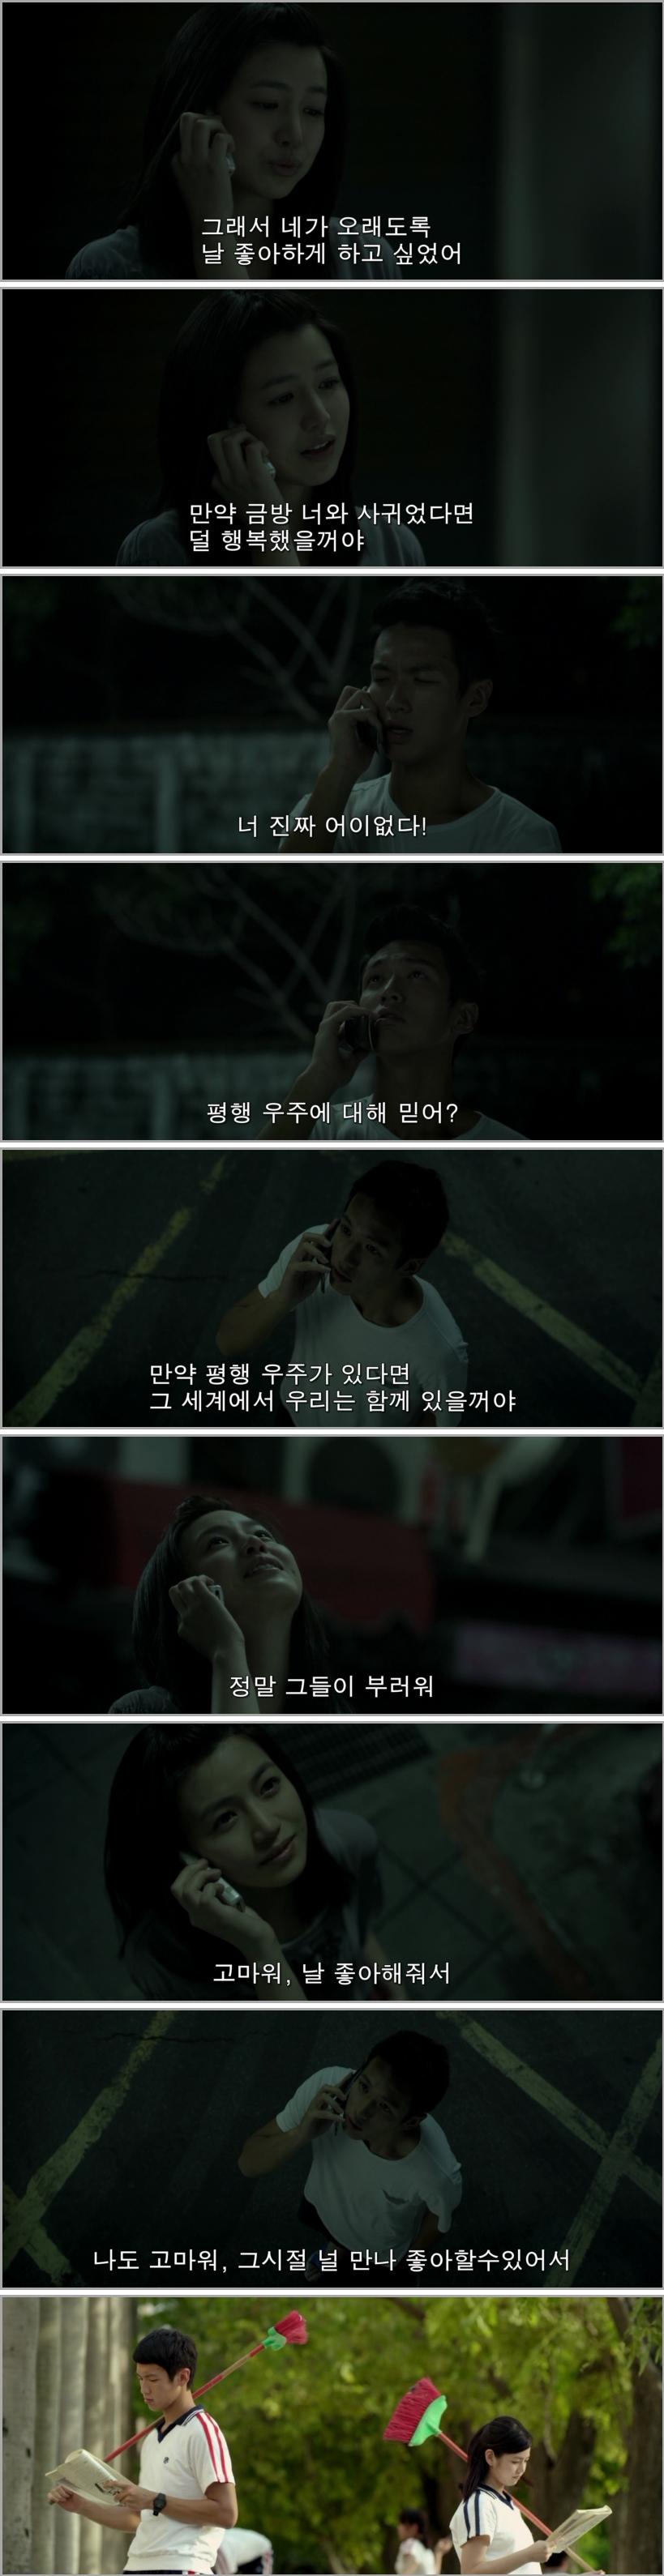 그래서 네가 오래도록
날 좋아하게 하고 싶었어
만약 금방 너와 사귀었다면
덜 행복했을꺼야
너 진짜 어이없다!
평행 우주에 대해 믿어?
만약 평행 우주가 있다면
그 세계에서 우리는 함께 있을꺼야
정말 그들이 부러워
고마워, 날 좋아해줘서
나도 고마워, 그시절 널 만나 좋아할수있어서